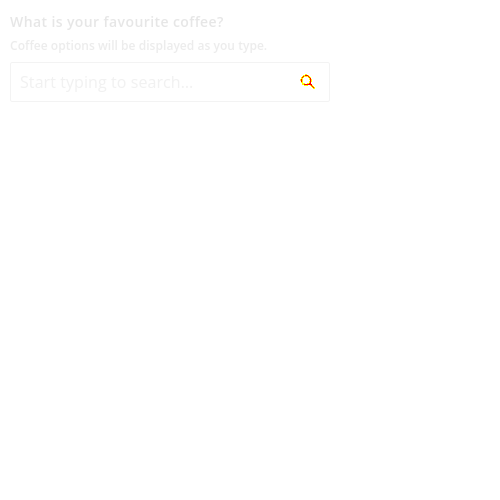 What is your favourite coffee?
Coffee options will be displayed as you type.
Start typing to search...